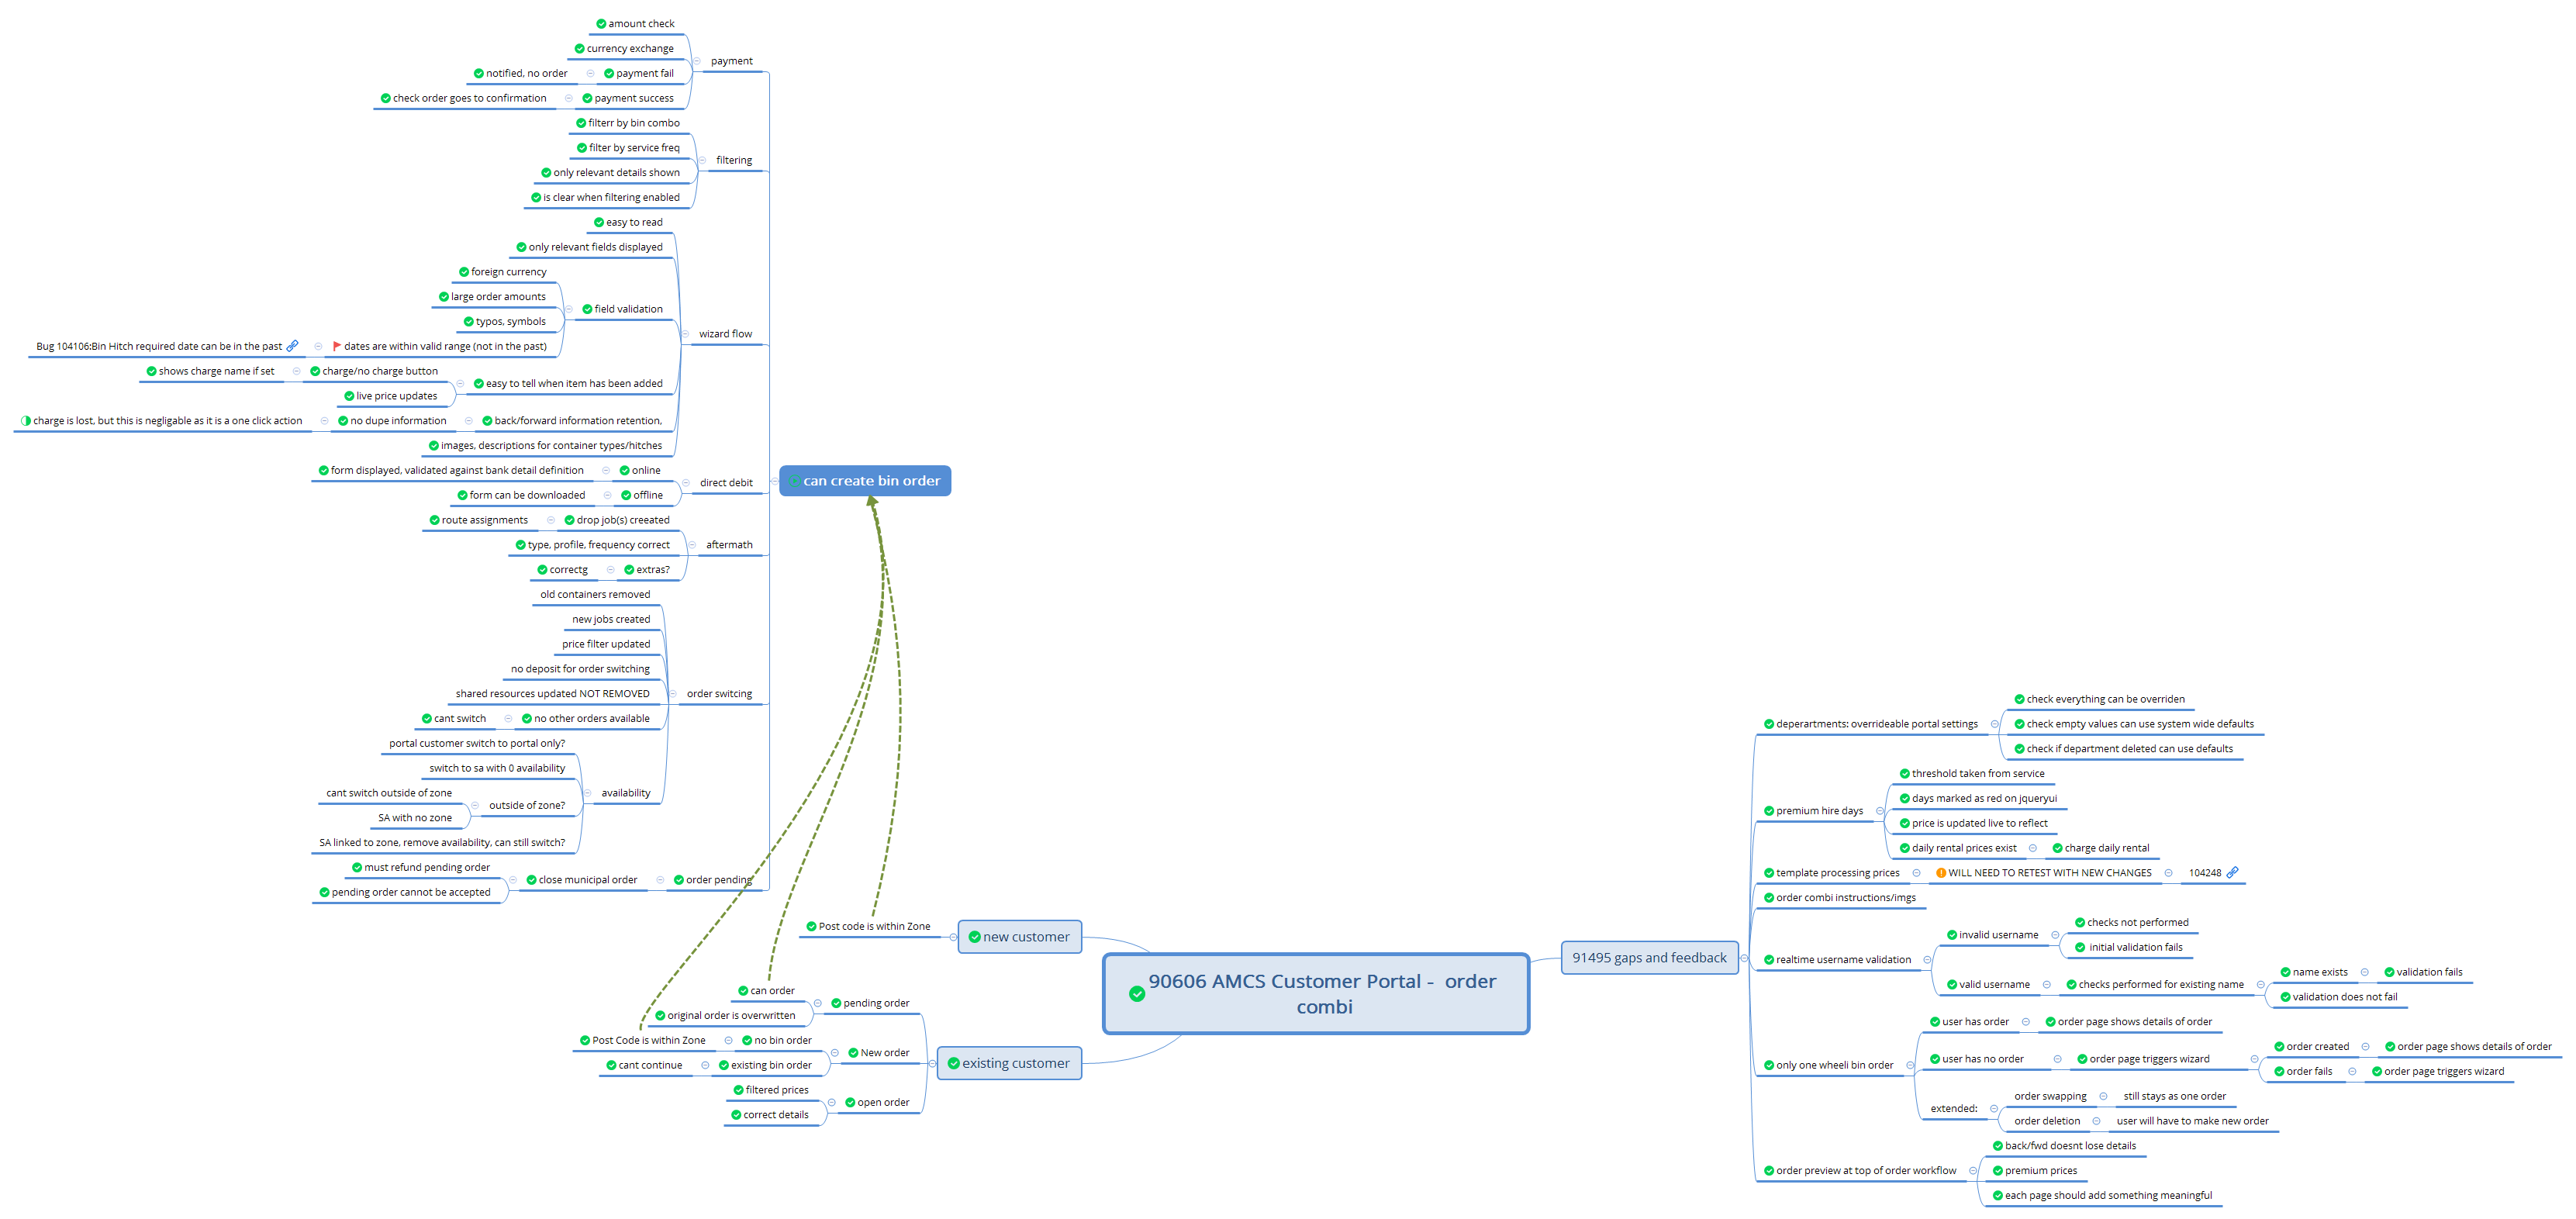 amount check
currency exchange
payment
notified, no order
payment fail
check order goes to confirmation
payment success
filterr by bin combo
filter by service freq
filtering
only relevant details shown
is clear when filtering enabled
easy to read
only relevant fields displayed
foreign currency
large order amounts
field validation
typos, symbols
wizard flow
Bug 104106:Bin Hitch required date can be in the past
dates are within valid range (not in the past)
shows charge name if set
charge/no charge button
easy to tell when item has been added
live price updates
charge is lost, but this is negligable as it is a one click action
no dupe information
back/forward information retention,
images, descriptions for container types/hitches
form displayed, validated against bank detail definition
online
direct debit
can create bin order
form can be downloaded
offline
route assignments
drop job(s) creeated
type, profile, frequency correct
aftermath
correctg
extras?
old containers removed
new jobs created
price filter updated
no deposit for order switching
shared resources updated NOT REMOVED
order switcing
cant switch
no other orders available
portal customer switch to portal only?
switch to sa with 0 availability
cant switch outside of zone
outside of zone?
availability
SA with no zone
SA linked to zone, remove availability, can still switch?
must refund pending order
close municipal order
order pending
pending order cannot be accepted
Post code is within Zone
new customer
90606 AMCS Customer Portal -  order
combi
can order
pending order
original order is overwritten
Post Code is within Zone
no bin order
New order
cant continue
existing bin order
existing customer
filtered prices
open order
correct details
91495 gaps and feedback
check everything can be overriden
deperartments: overrideable portal settings
check empty values can use system wide defaults
check if department deleted can use defaults
threshold taken from service
days marked as red on jqueryui
premium hire days
price is updated live to reflect
daily rental prices exist
charge daily rental
template processing prices
WILL NEED TO RETEST WITH NEW CHANGES
104248
order combi instructions/imgs
checks not performed
invalid username
initial validation fails
realtime username validation
name exists
validation fails
valid username
checks performed for existing name
validation does not fail
user has order
order page shows details of order
order created
order page shows details of order
user has no order
order page triggers wizard
only one wheeli bin order
order fails
order page triggers wizard
order swapping
still stays as one order
extended:
order deletion
user will have to make new order
back/fwd doesnt lose details
order preview at top of order workflow
premium prices
each page should add something meaningful